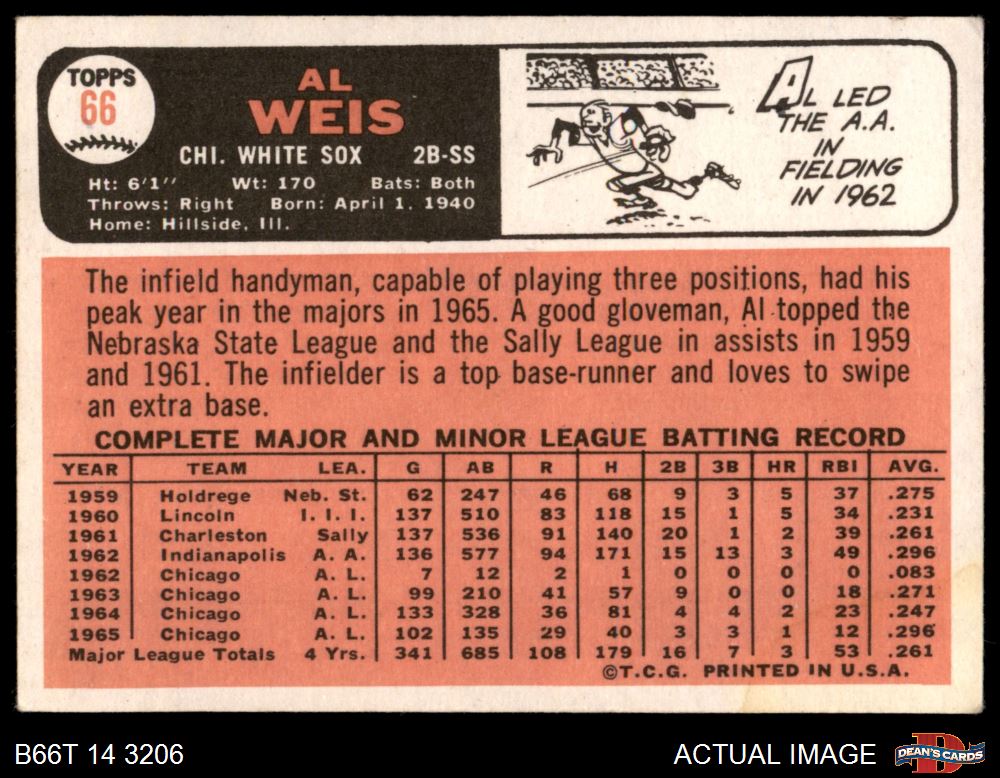 TOPPS
66
AL
WEIS
CHI. WHITE SOX 2B-SS
Ht: 6'1" Wt: 170 Bats: Both
Throws: Right Born: April 1, 1940
Home: Hillside, Ill.
AL LED
THE A.A.
IN
FIELDING
IN 1962
The infield handyman, capable of playing three positions, had his
peak year in the majors in 1965. A good gloveman, Al topped the
Nebraska State League and the Sally League in assists in 1959
and 1961. The infielder is a top base-runner and loves to swipe
an extra base.
COMPLETE MAJOR AND MINOR LEAGUE BATTING RECORD
YEAR TEAM LEA. G AB R H 2B 3B HR RBI AVG.
1959 Holdrege Neb. St. 62 247 46 68 9 3 5 37 .275
1960 Lincoln I. I. I. 137 510 83 118 15 1 5 34 .231
1961 Charleston Sally 137 536 91 140 20 1 2 39 .261
1962 Indianapolis A. A. 136 577 94 171 15 13 3 49 .296
1962 Chicago A. L. 7 12 2 1 0 0 0 0 .083
1963 Chicago A. L. 99 210 41 57 9 0 0 18 .271
1964 Chicago A. L. 133 328 36 81 4 4 2 23 .247
1965 Chicago A. L. 102 135 29 40 3 3 1 12 .296
Major League Totals 4 Yrs. 341 685 108 179 16 7 3 53 .261
©T.C.G. PRINTED IN U.S.A.
B66T 14 3206
ACTUAL IMAGE
DEAN'S CARDS